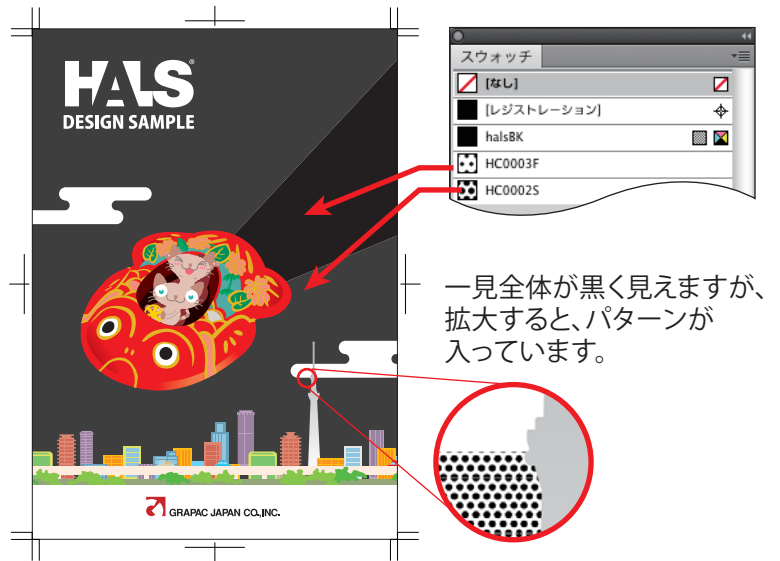 HALS®
DESIGN SAMPLE
GRAPAC JAPAN CO.,INC.
スウォッチ
[なし]
[レジストレーション]
halsBK
HC0003F
HC0002S
一見全体が黒く見えますが、
拡大すると、パターンが
入っています。